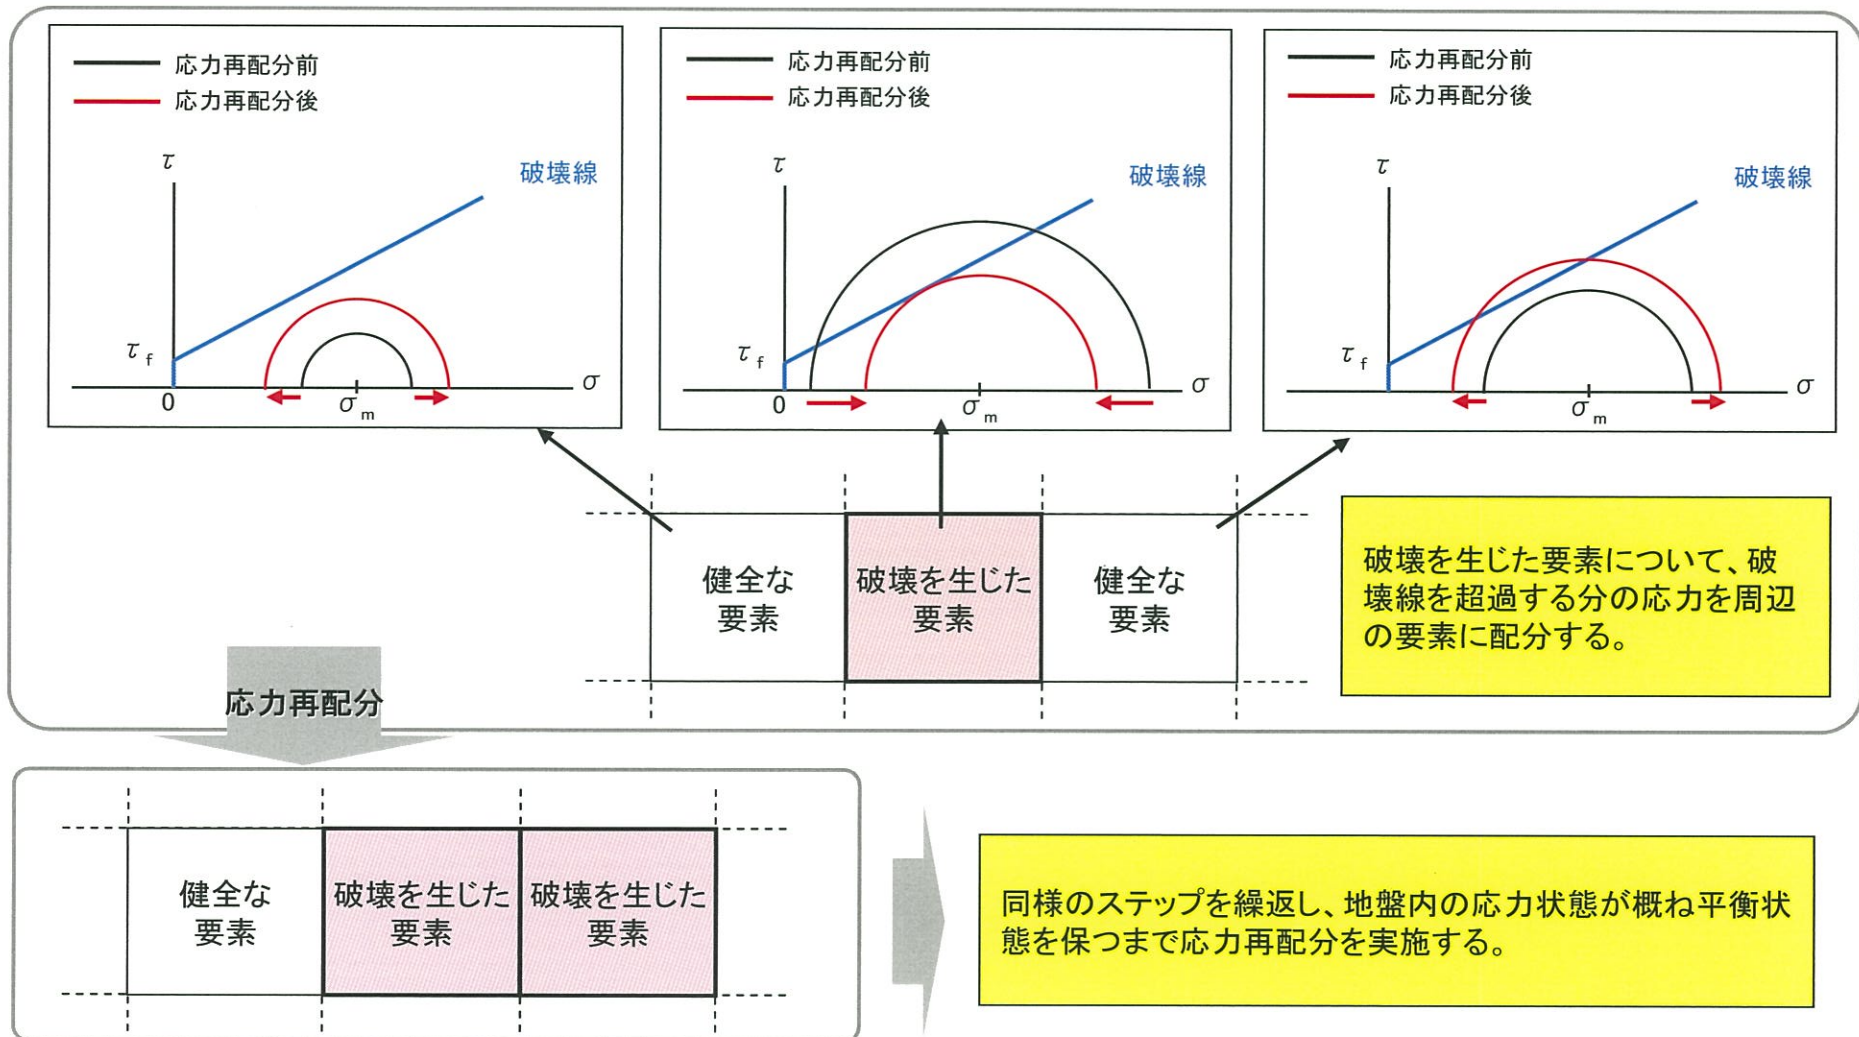 応力再配分前
応力再配分後
τ
破壊線
τf
0
σm
σ
応力再配分前
応力再配分後
τ
破壊線
τf
0
σm
σ
応力再配分前
応力再配分後
τ
破壊線
τf
σm
σ
健全な
要素
破壊を生じた
要素
健全な
要素
破壊を生じた要素について、破
壊線を超過する分の応力を周辺
の要素に配分する。
応力再配分
健全な
要素
破壊を生じた
要素
破壊を生じた
要素
同様のステップを繰返し、地盤内の応力状態が概ね平衡状
態を保つまで応力再配分を実施する。